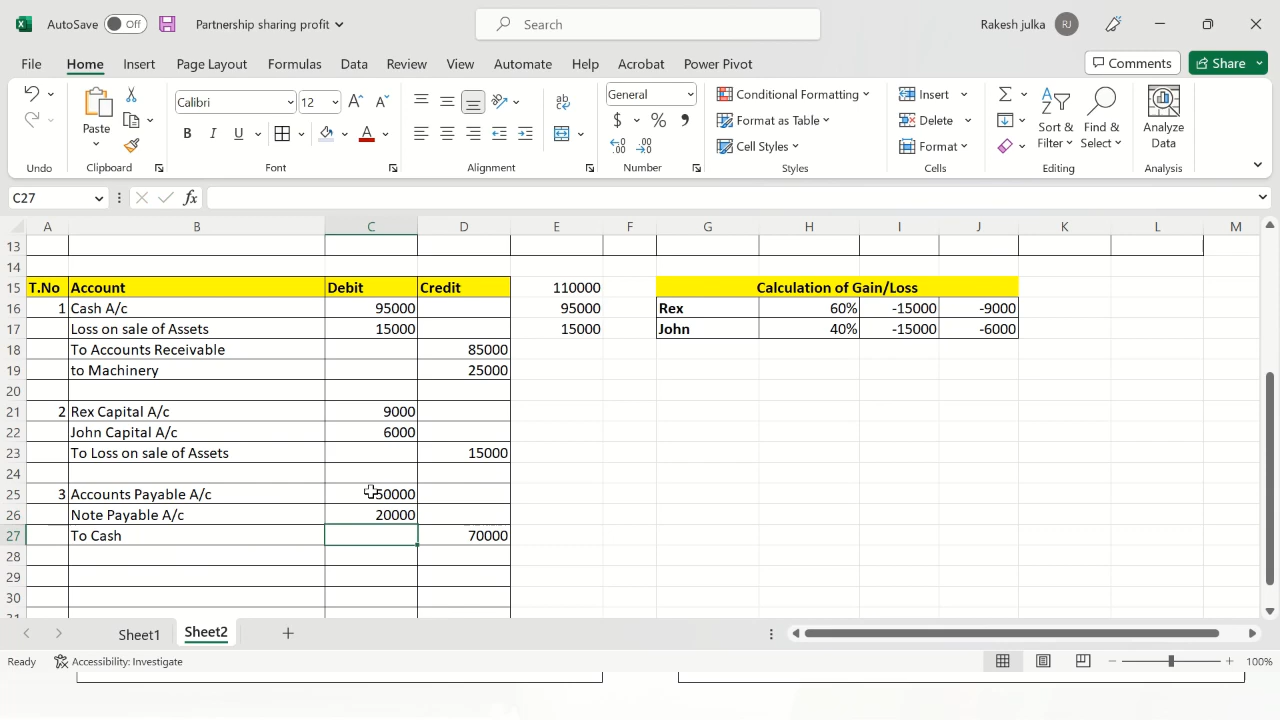 AutoSave Off Partnership sharing profit Search Rakesh julka RJ
File Home Insert Page Layout Formulas Data Review View Automate Help Acrobat Power Pivot Comments Share
Calibri 12 General Conditional Formatting Insert
Paste B I U $ % Format as Table Delete Sort & Filter Find & Select Analyze Data
Cell Styles Format
Undo Clipboard Font Alignment Number Styles Cells Editing Analysis
C27 fx
A B C D E F G H I J K L M
13
14
15 T.No Account Debit Credit 110000 Calculation of Gain/Loss
16 1 Cash A/c 95000 95000 Rex 60% -15000 -9000
17 Loss on sale of Assets 15000 15000 John 40% -15000 -6000
18 To Accounts Receivable 85000
19 to Machinery 25000
20
21 2 Rex Capital A/c 9000
22 John Capital A/c 6000
23 To Loss on sale of Assets 15000
24
25 3 Accounts Payable A/c 50000
26 Note Payable A/c 20000
27 To Cash 70000
28
29
30
31
Sheet1 Sheet2
Ready Accessibility: Investigate 100%